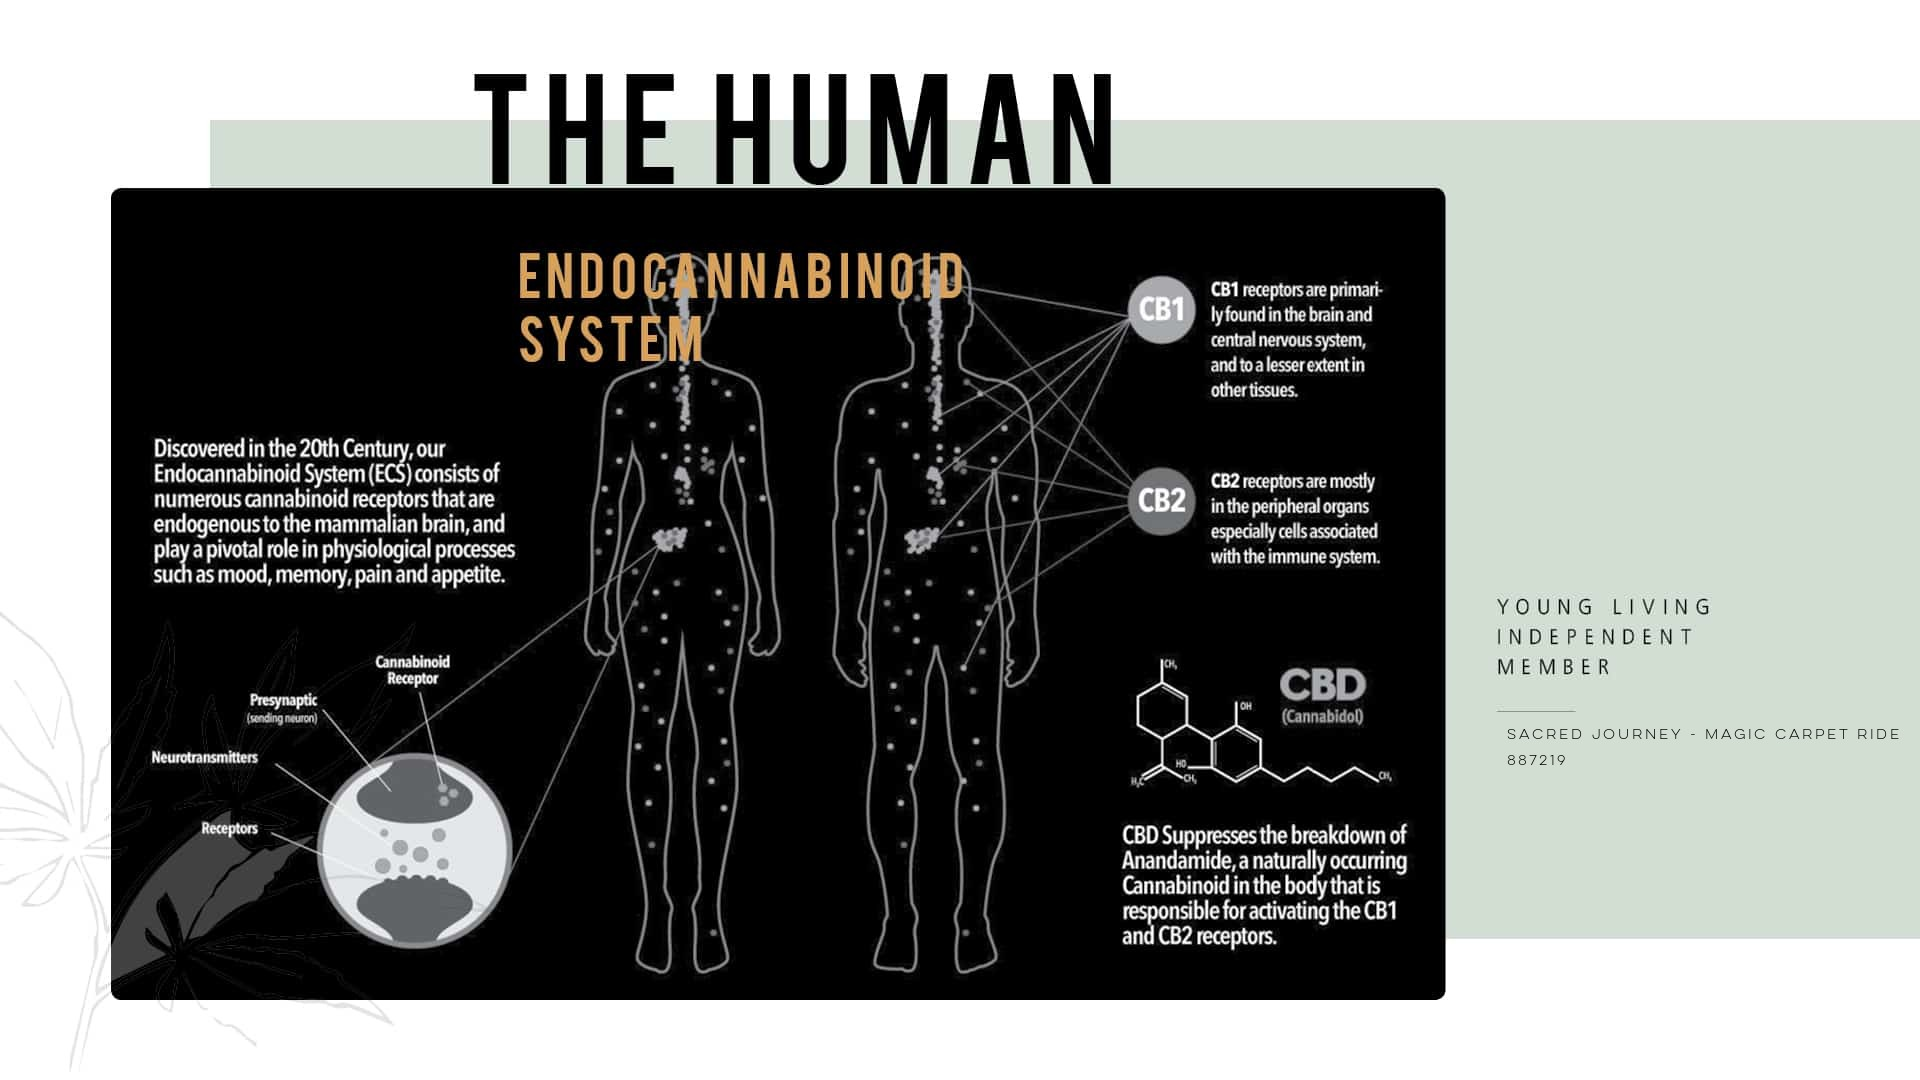 THE HUMAN
ENDOCANNABINOID
SYSTEM
Discovered in the 20th Century, our
Endocannabinoid System (ECS) consists of
numerous cannabinoid receptors that are
endogenous to the mammalian brain, and
play a pivotal role in physiological processes
such as mood, memory, pain and appetite.
Cannabinoid
Receptor
Presynaptic
(sending neuron)
Neurotransmitters
Receptors
CB1
CB1 receptors are primari-
ly found in the brain and
central nervous system,
and to a lesser extent in
other tissues.
CB2
CB2 receptors are mostly
in the peripheral organs
especially cells associated
with the immune system.
CH₃
OH
HO
H₂C
CH₃
CH₃
CBD
(Cannabidol)
CBD Suppresses the breakdown of
Anandamide, a naturally occurring
Cannabinoid in the body that is
responsible for activating the CB1
and CB2 receptors.
YOUNG LIVING
INDEPENDENT
MEMBER
SACRED JOURNEY - MAGIC CARPET RIDE
887219